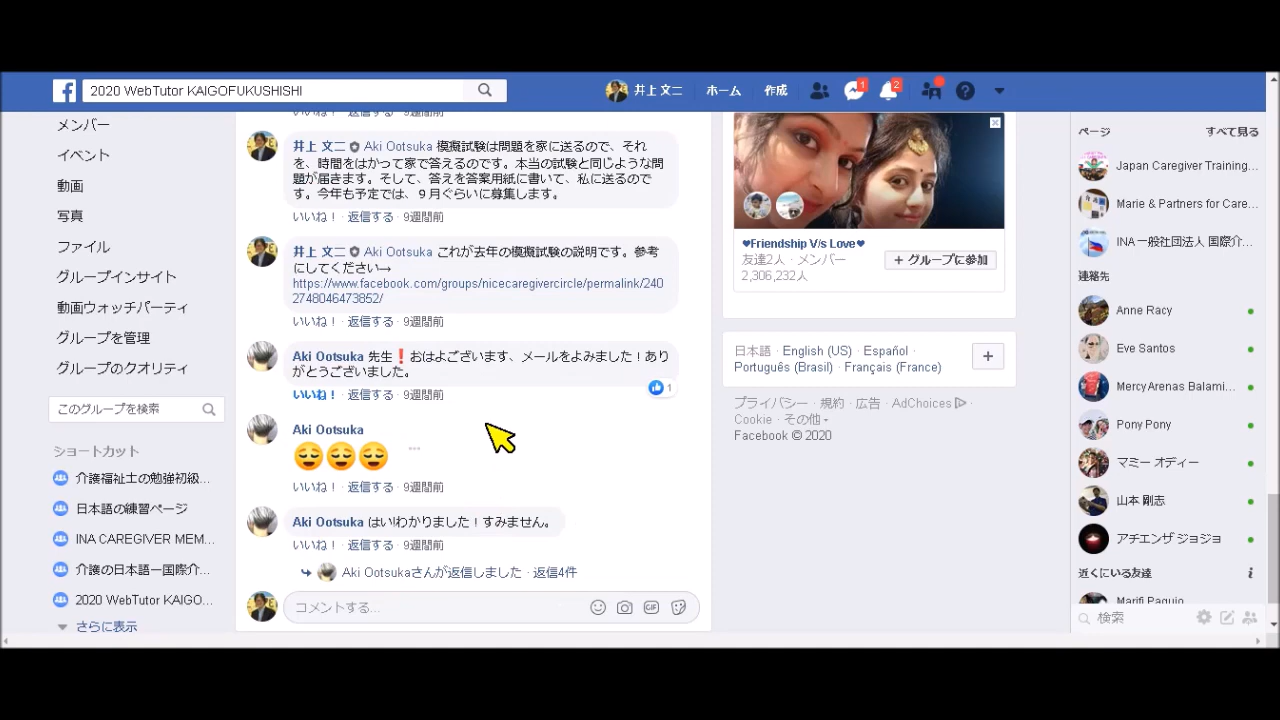 2020 WebTutor KAIGOFUKUSHISHI
井上 文二
ホーム
作成
1
2
メンバー
イベント
動画
写真
ファイル
グループインサイト
動画ウォッチパーティ
グループを管理
グループのクオリティ
このグループを検索
ショートカット
介護福祉士の勉強初級...
日本語の練習ページ
INA CAREGIVER MEM...
介護の日本語ー国際介...
2020 WebTutor KAIGO...
さらに表示
井上 文二 Aki Ootsuka 模擬試験は問題を家に送るので、それ
を、時間をはかって家で答えるのです。本当の試験と同じような問
題が届きます。そして、答えを答案用紙に書いて、私に送るので
す。今年も予定では、９月ぐらいに募集します。
いいね！ · 返信する · 9週間前
井上 文二 Aki Ootsuka これが去年の模擬試験の説明です。参考
にしてください→
https://www.facebook.com/groups/nicecaregivercircle/permalink/240
2748046473852/
いいね！ · 返信する · 9週間前
Aki Ootsuka 先生❗おはよございます、メールをよみました！あり
がとうございました。
1
いいね！ · 返信する · 9週間前
Aki Ootsuka
😌😌😌
いいね！ · 返信する · 9週間前
Aki Ootsuka はい!わかりました！すみません。
いいね！ · 返信する · 9週間前
Aki Ootsukaさんが返信しました · 返信4件
コメントする...
GIF
❤Friendship V/s Love❤
友達2人 · メンバー
2,306,232人
+ グループに参加
日本語 · English (US) · Español ·
Português (Brasil) · Français (France)
プライバシー · 規約 · 広告 · AdChoices
Cookie · その他
Facebook © 2020
ページ
すべて見る
Japan Caregiver Training...
Marie & Partners for Care...
INA 一般社団法人 国際介...
連絡先
Anne Racy
Eve Santos
Mercy Arenas Balami...
Pony Pony
マミー オディー
山本 剛志
アチエンザ ジョジョ
近くにいる友達
検索